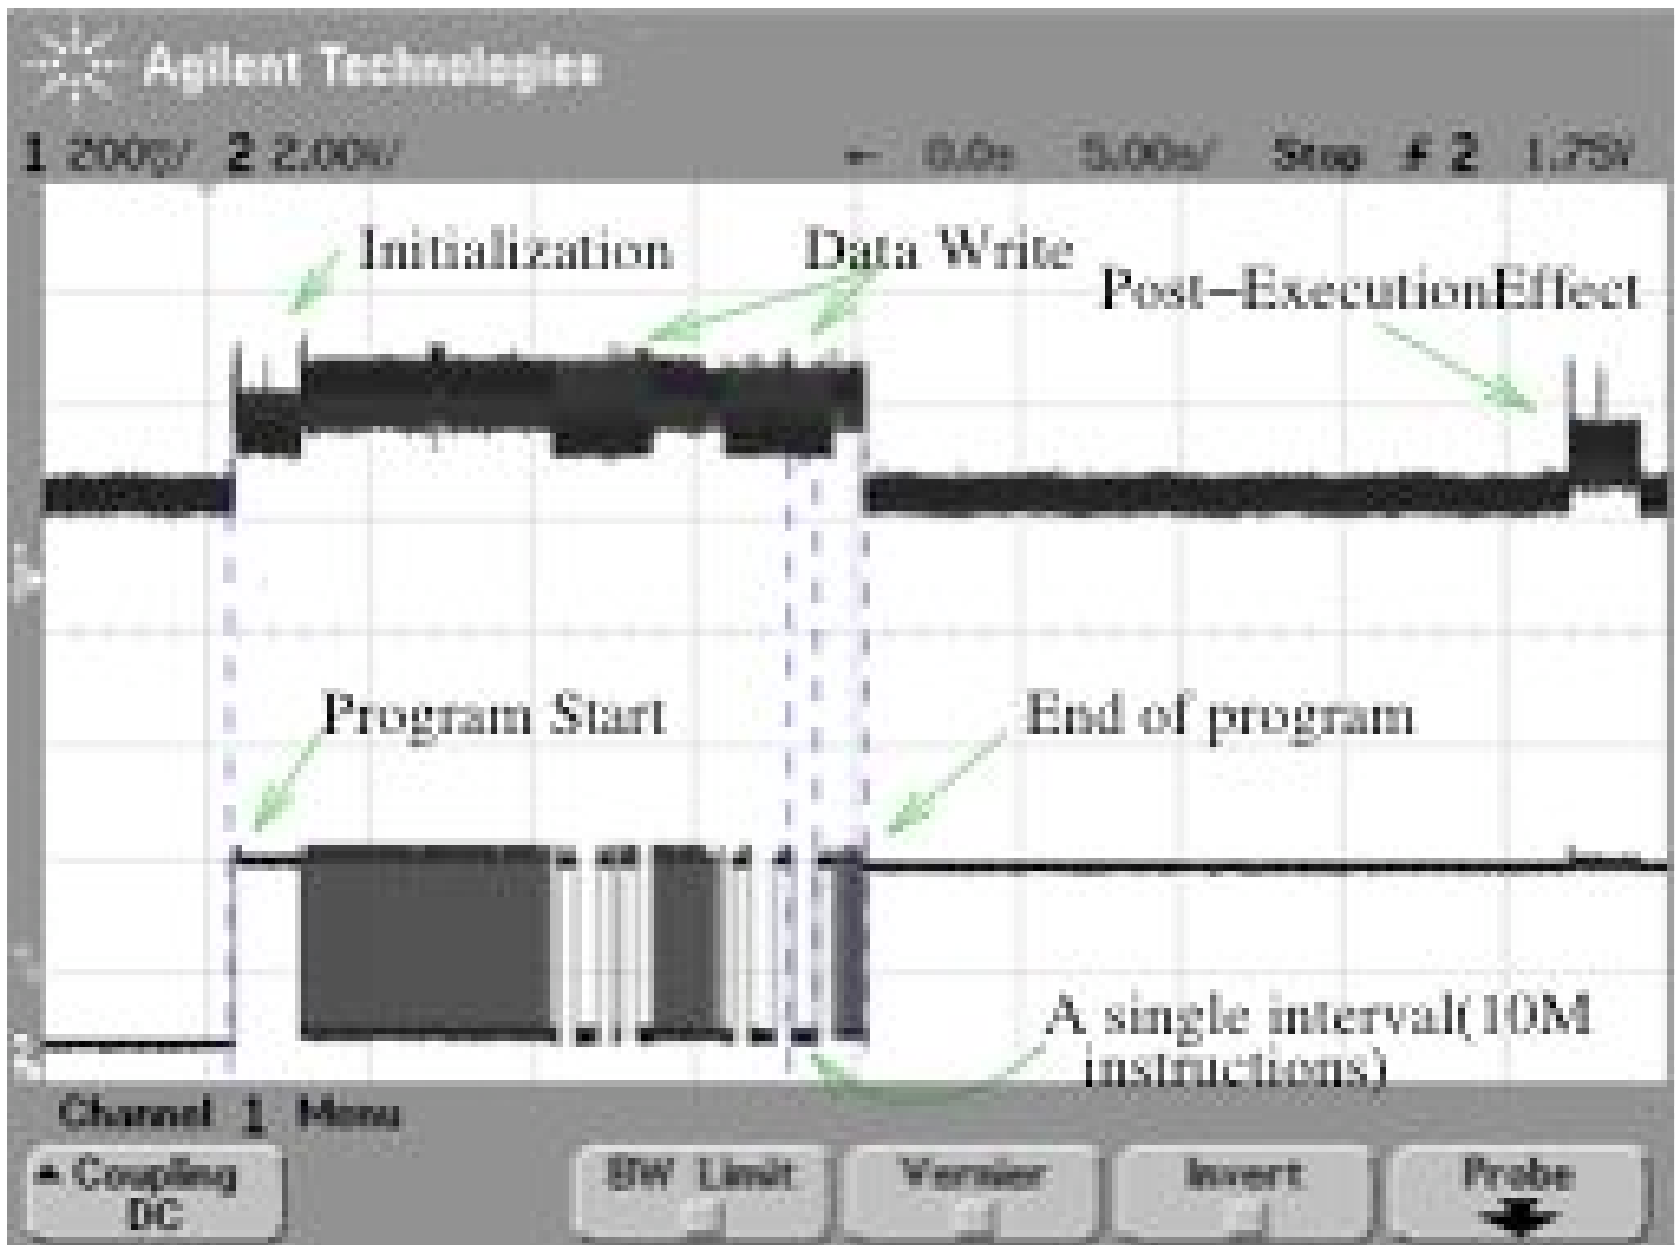 Agilent Technologies
1 200 / 2 2.00V/ ← 0.0s 5.00s/ Stop 2 1.75V
Initialization
Data Write
Post-ExecutionEffect
Program Start
End of program
A single interval(10M
instructions)
Channel 1 Menu
Coupling
DC
BW Limit
Vernier
Invert
Probe